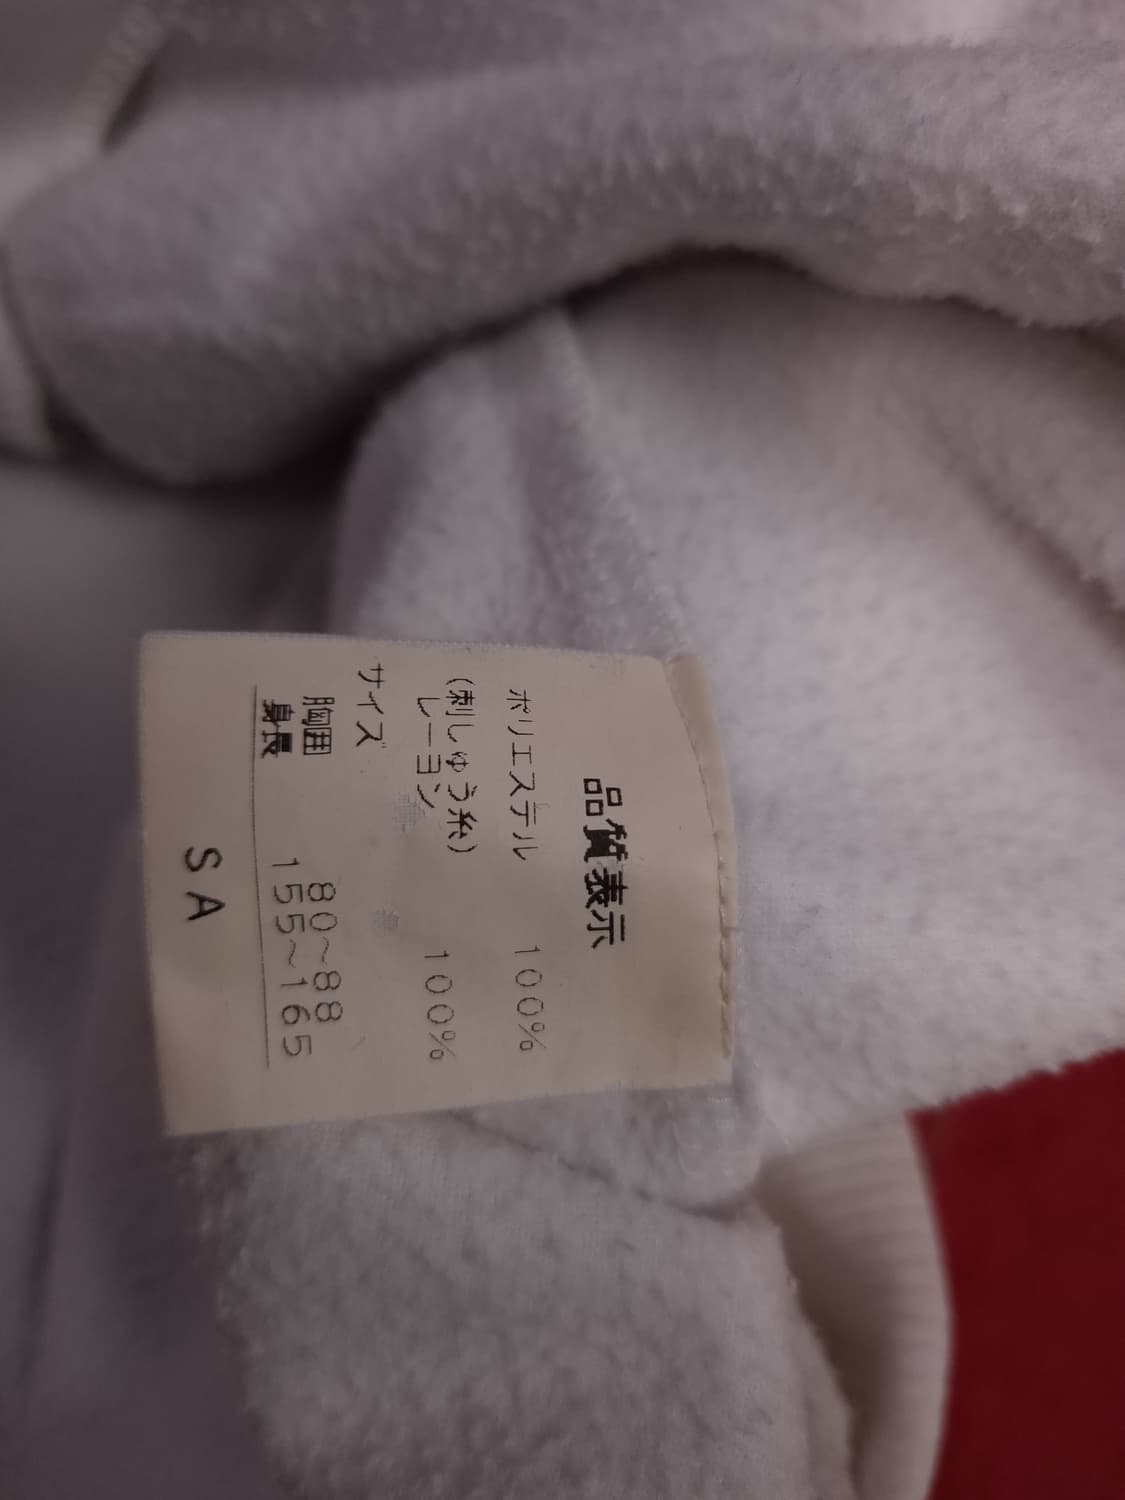 品質表示
ポリエステル 100%
(刺しゅう糸)
レーヨン 100%
サイズ
胸囲 80~88
身長 155~165
SA